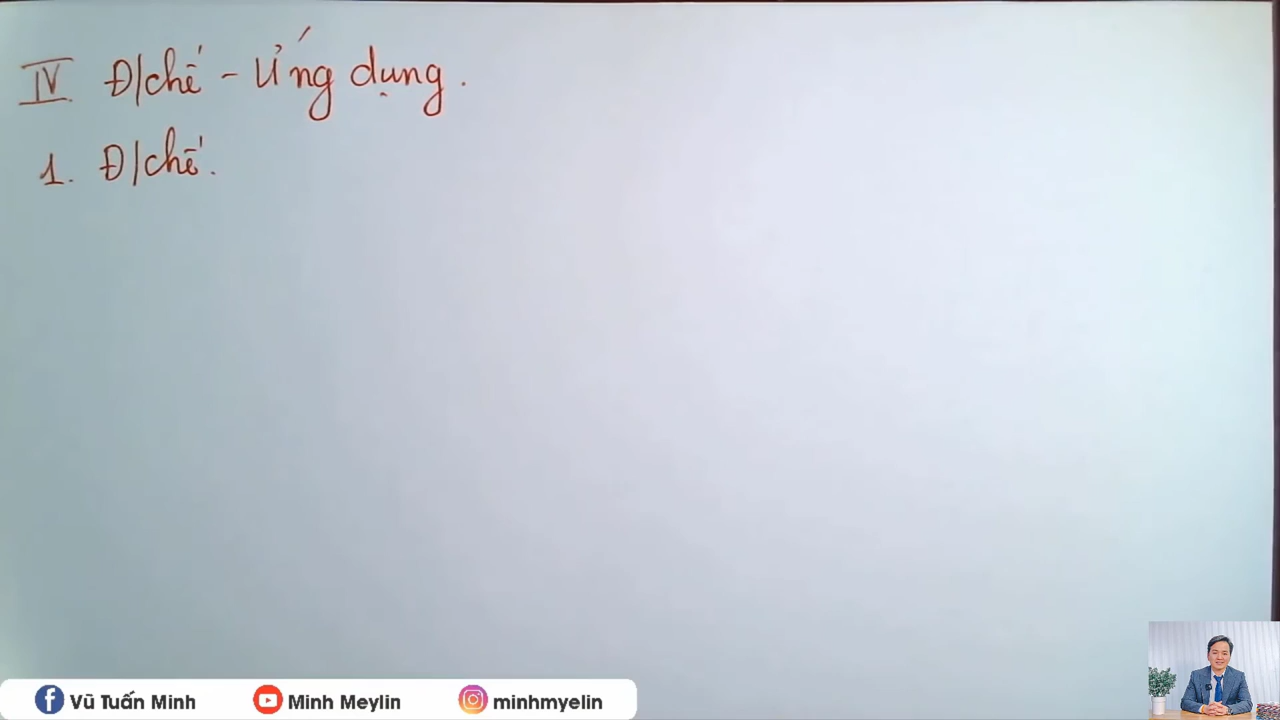 IV Đ/chế - Ứng dụng.
1. Đ/chế.
Vũ Tuấn Minh Minh Meylin minhmyelin